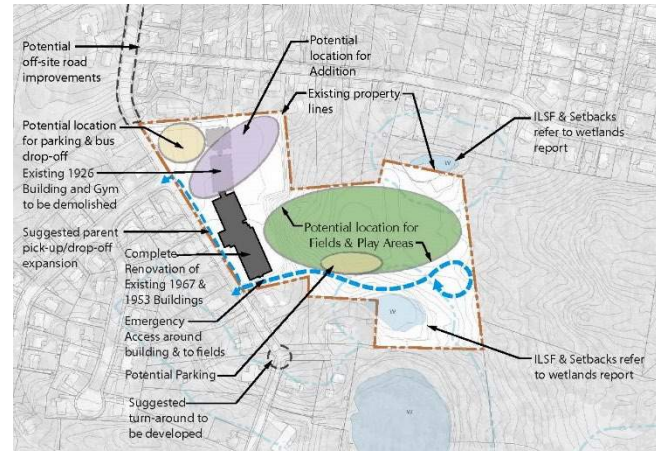 Potential
off-site road
improvements
Potential
location for
Addition
Existing property
lines
ILSF & Setbacks
refer to wetlands
report
Potential location
for parking & bus
drop-off
Existing 1926
Building and Gym
to be demolished
Potential location for
Fields & Play Areas
Suggested parent
pick-up/drop-off
expansion
Complete
Renovation of
Existing 1967 &
1953 Buildings
Emergency
Access around
building & to fields
Potential Parking
ILSF & Setbacks refer
to wetlands report
Suggested
turn-around to
be developed